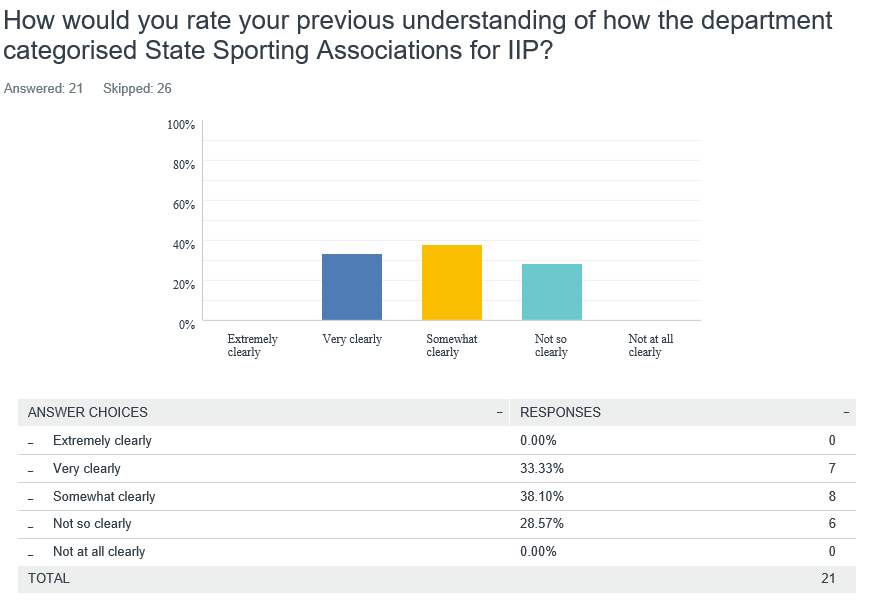 How would you rate your previous understanding of how the department
categorised State Sporting Associations for IIP?
Answered: 21 Skipped: 26
100%
80%
60%
40%
20%
0%
Extremely clearly
Very clearly
Somewhat clearly
Not so clearly
Not at all clearly
ANSWER CHOICES – RESPONSES –
– Extremely clearly 0.00% 0
– Very clearly 33.33% 7
– Somewhat clearly 38.10% 8
– Not so clearly 28.57% 6
– Not at all clearly 0.00% 0
TOTAL 21